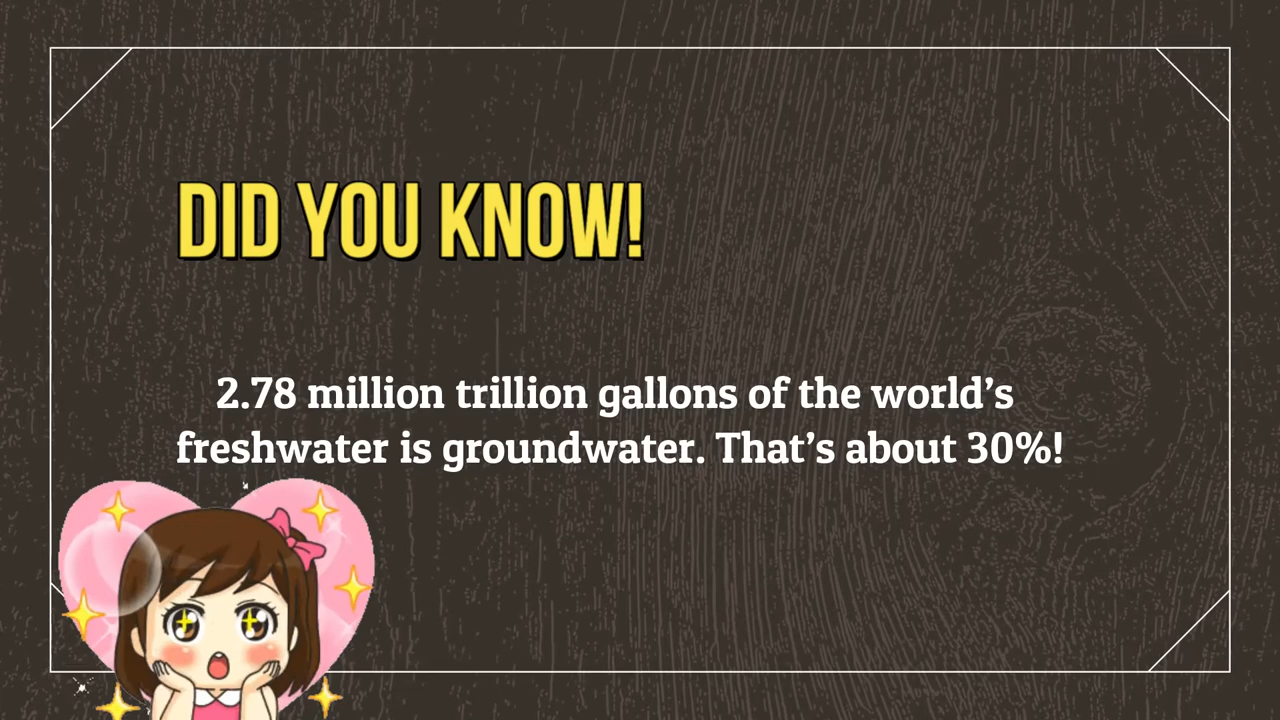 DID YOU KNOW!
2.78 million trillion gallons of the world’s
freshwater is groundwater. That’s about 30%!